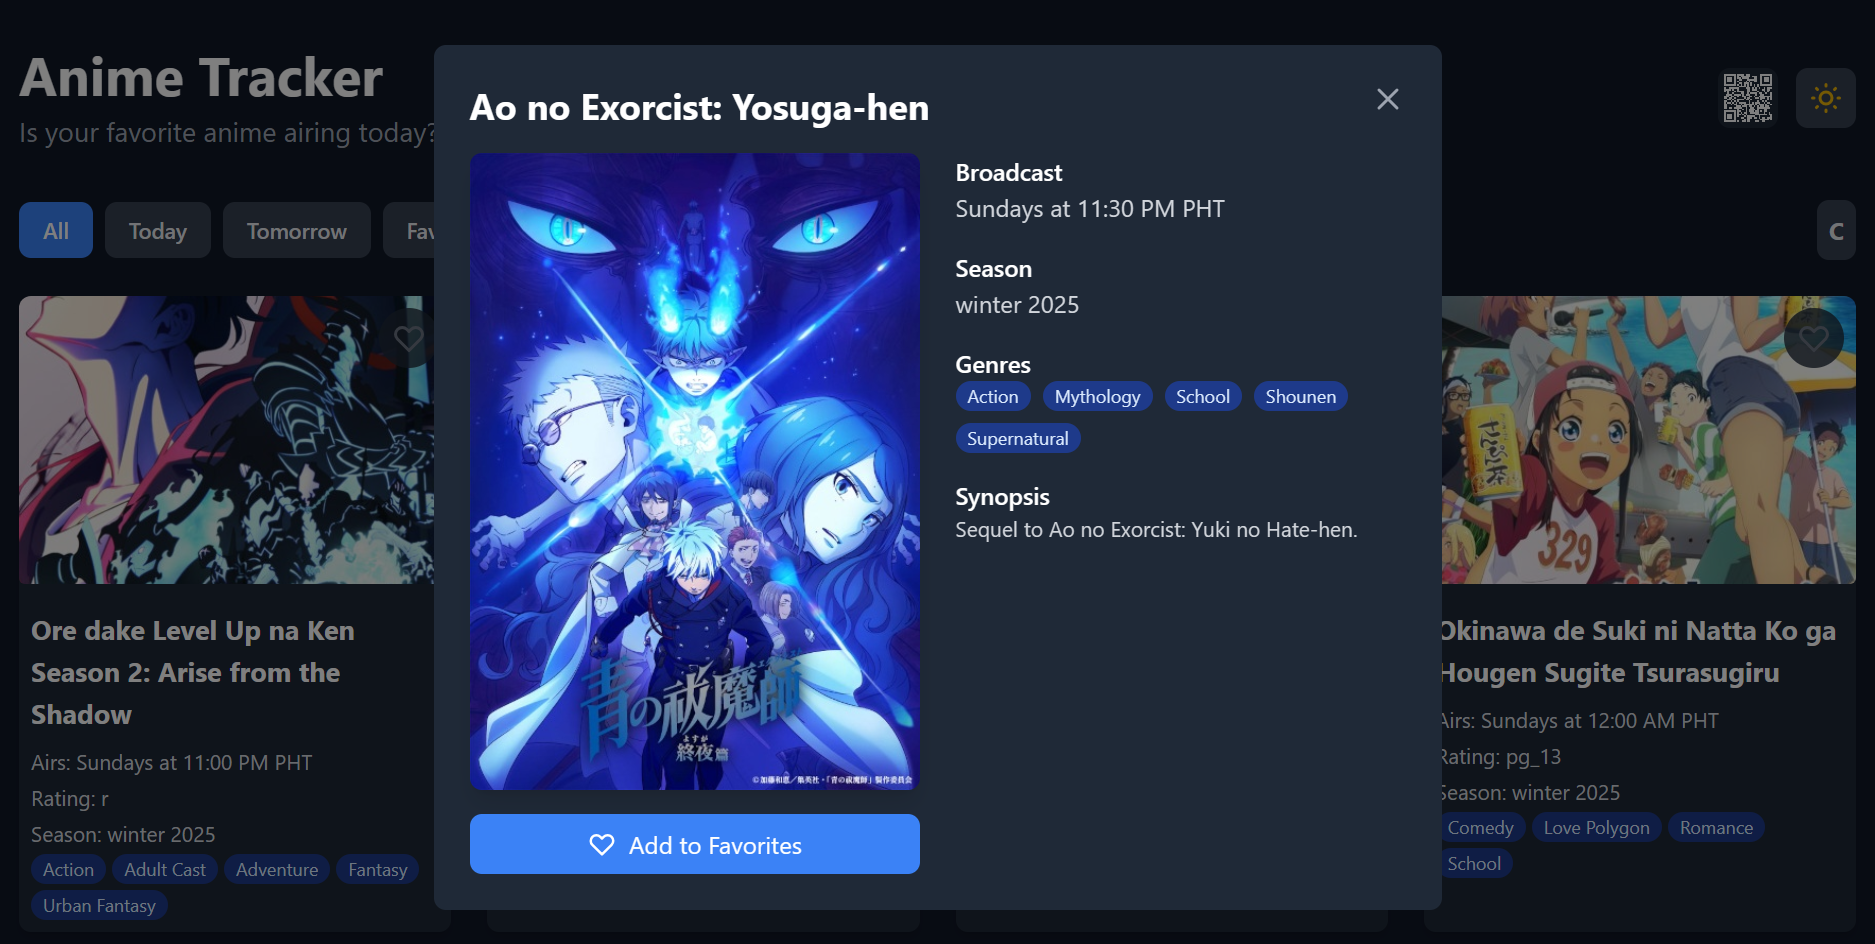 Anime Tracker
Is your favorite anime airing today?
All
Today
Tomorrow
C
Ao no Exorcist: Yosuga-hen
Broadcast
Sundays at 11:30 PM PHT
Season
winter 2025
Genres
Action
Mythology
School
Shounen
Supernatural
Synopsis
Sequel to Ao no Exorcist: Yuki no Hate-hen.
青の祓魔師
よすが
終夜篇
©加藤和恵／集英社・「青の祓魔師」製作委員会
Add to Favorites
Ore dake Level Up na Ken
Season 2: Arise from the
Shadow
Airs: Sundays at 11:00 PM PHT
Rating: r
Season: winter 2025
Action
Adult Cast
Adventure
Fantasy
Urban Fantasy
さんぴん茶
329
Okinawa de Suki ni Natta Ko ga
Hougen Sugite Tsurasugiru
Airs: Sundays at 12:00 AM PHT
Rating: pg_13
Season: winter 2025
Comedy
Love Polygon
Romance
School